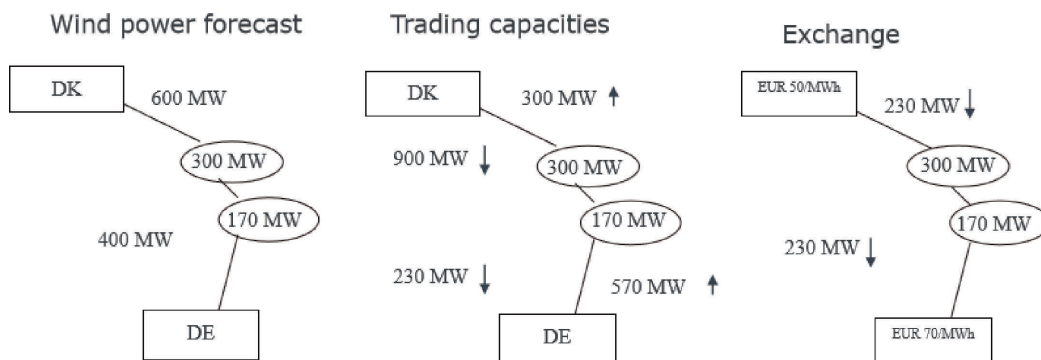 Wind power forecast
DK
600 MW
300 MW
170 MW
400 MW
DE
Trading capacities
DK
300 MW
900 MW
300 MW
170 MW
230 MW
570 MW
DE
Exchange
EUR 50/MWh
230 MW
300 MW
170 MW
230 MW
EUR 70/MWh